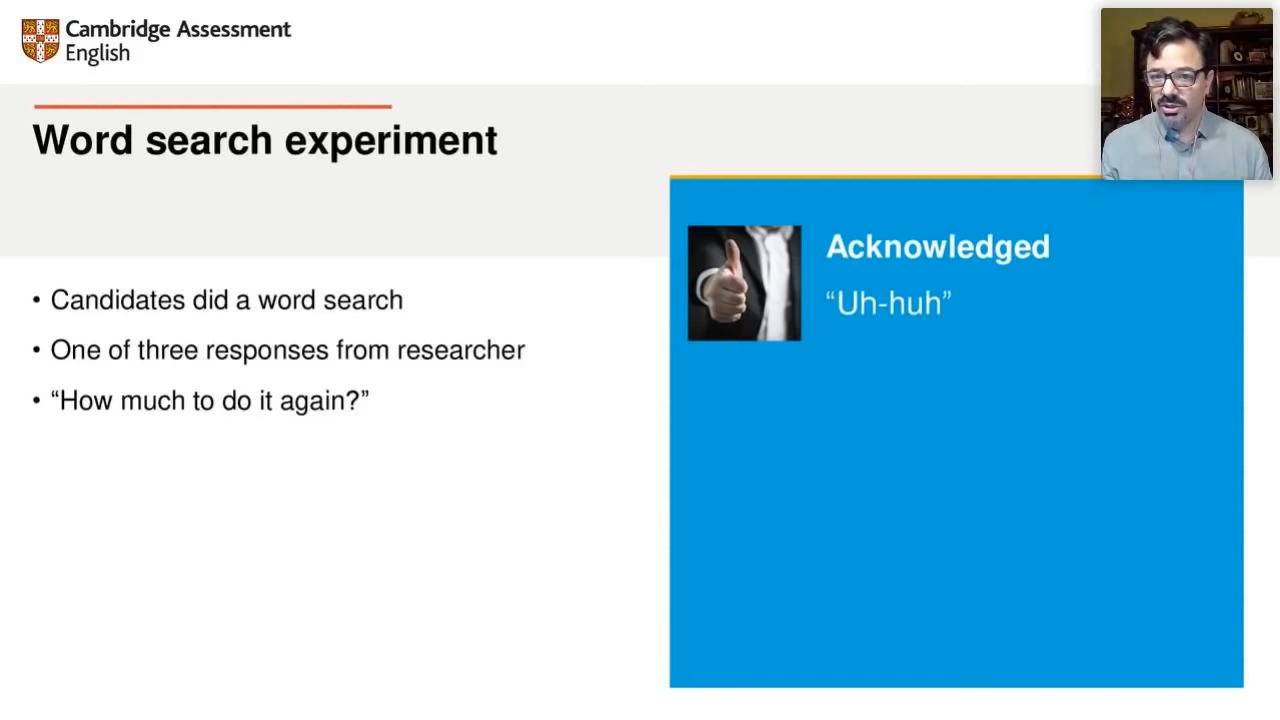 Cambridge Assessment
English
Word search experiment
• Candidates did a word search
• One of three responses from researcher
• “How much to do it again?”
Acknowledged
“Uh-huh”